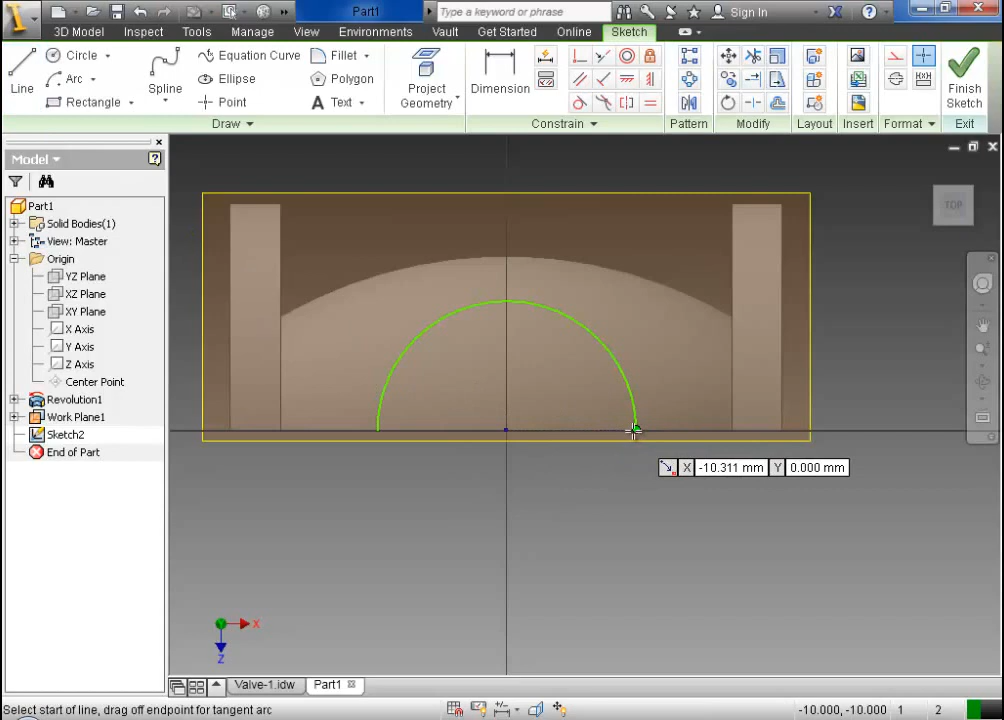 Part1
Type a keyword or phrase
Sign In
3D Model
Inspect
Tools
Manage
View
Environments
Vault
Get Started
Online
Sketch
Line
Circle
Arc
Rectangle
Spline
Equation Curve
Ellipse
Point
Fillet
Polygon
Text
Project
Geometry
Dimension
Finish
Sketch
Draw
Constrain
Pattern
Modify
Layout
Insert
Format
Exit
Model
Part1
Solid Bodies(1)
View: Master
Origin
YZ Plane
XZ Plane
XY Plane
X Axis
Y Axis
Z Axis
Center Point
Revolution1
Work Plane1
Sketch2
End of Part
TOP
X -10.311 mm Y 0.000 mm
X
Z
Valve-1.idw
Part1
Select start of line, drag off endpoint for tangent arc
-10.000, -10.000 1 2